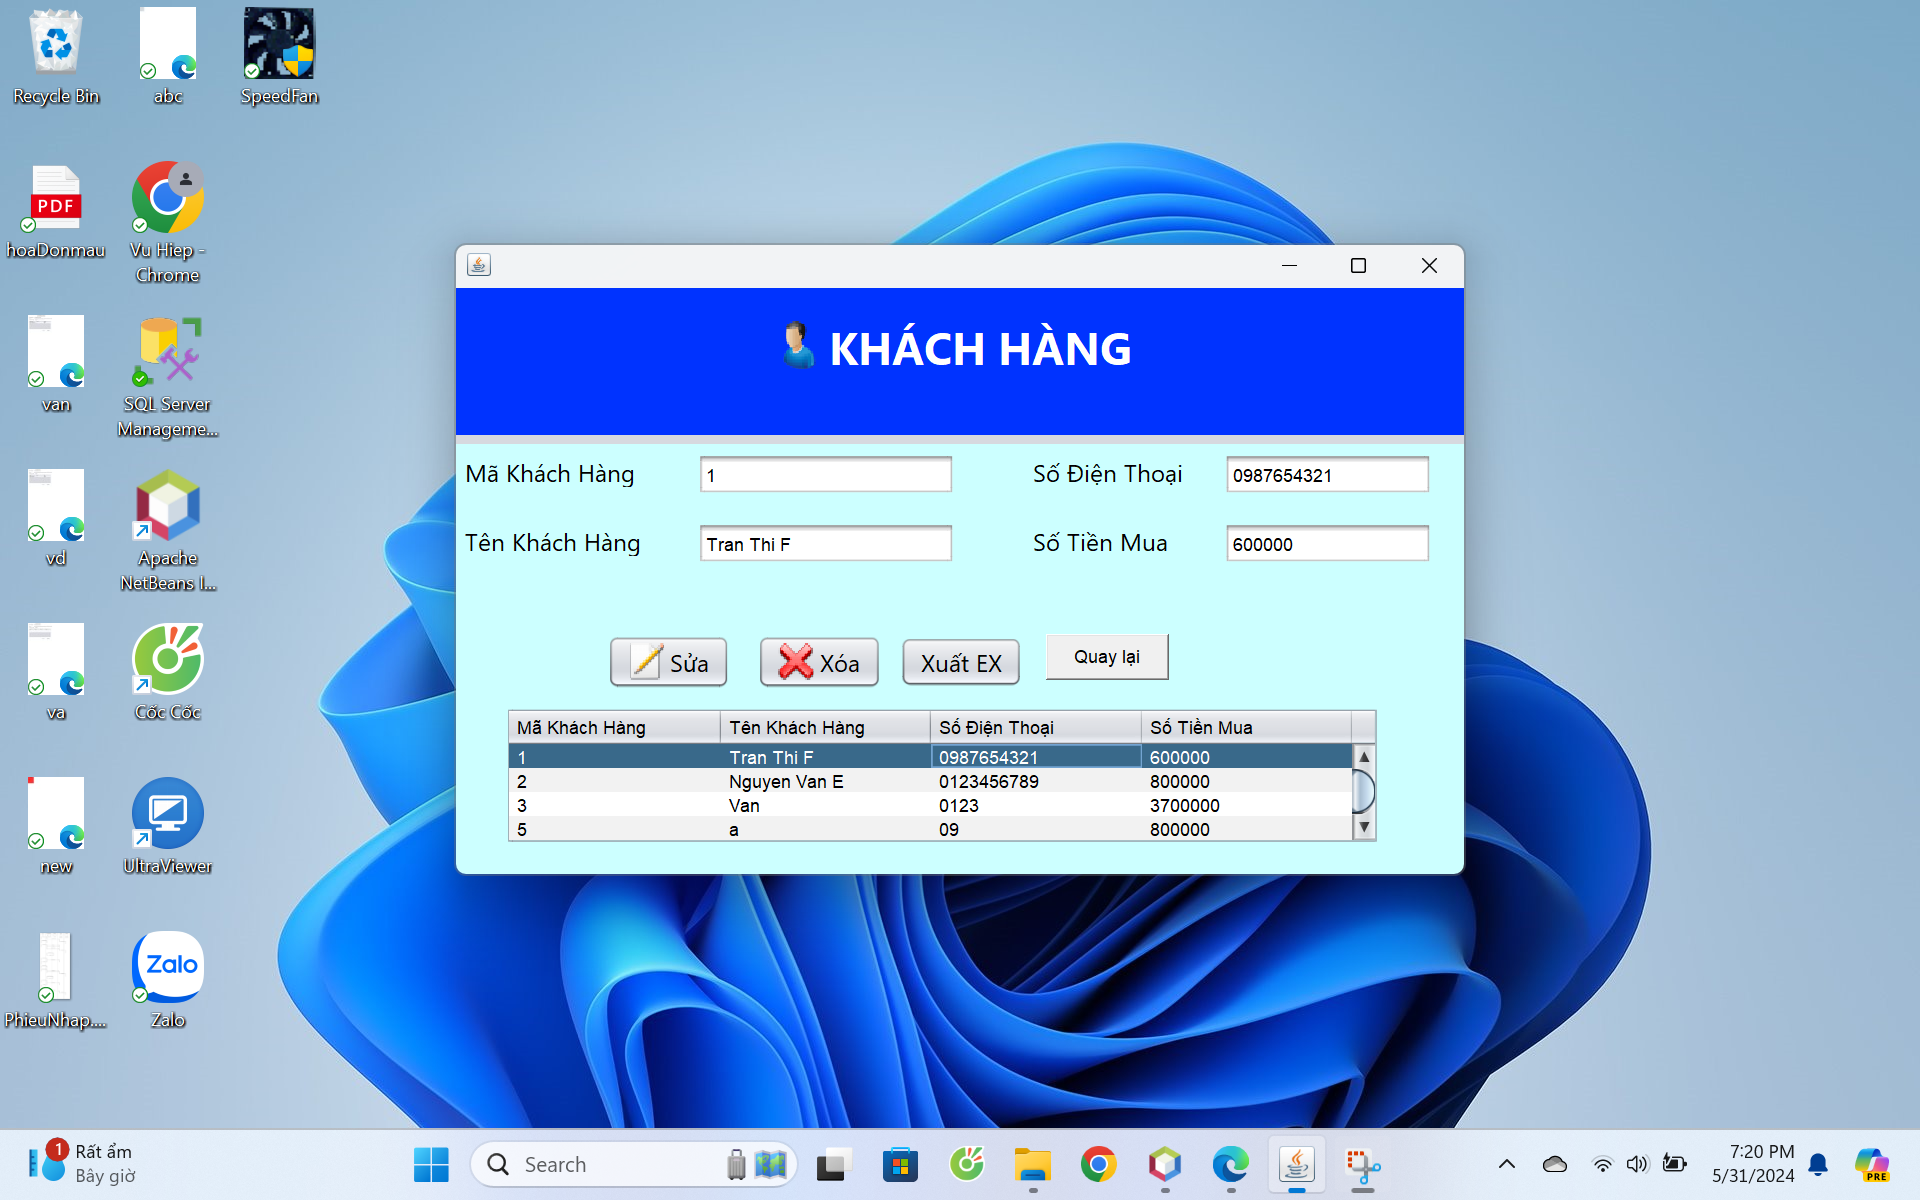 Recycle Bin
abc
SpeedFan
PDF
hoaDonmau
Vu Hiep -
Chrome
van
SQL Server
Manageme...
vd
Apache
NetBeans I...
va
Cốc Cốc
new
UltraViewer
Zalo
PhieuNhap....
Zalo
KHÁCH HÀNG
Mã Khách Hàng
1
Số Điện Thoại
0987654321
Tên Khách Hàng
Tran Thi F
Số Tiền Mua
600000
Sửa
Xóa
Xuất EX
Quay lại
Mã Khách Hàng Tên Khách Hàng Số Điện Thoại Số Tiền Mua
1 Tran Thi F 0987654321 600000
2 Nguyen Van E 0123456789 800000
3 Van 0123 3700000
5 a 09 800000
1
Rất ẩm
Bây giờ
Search
7:20 PM
5/31/2024
PRE